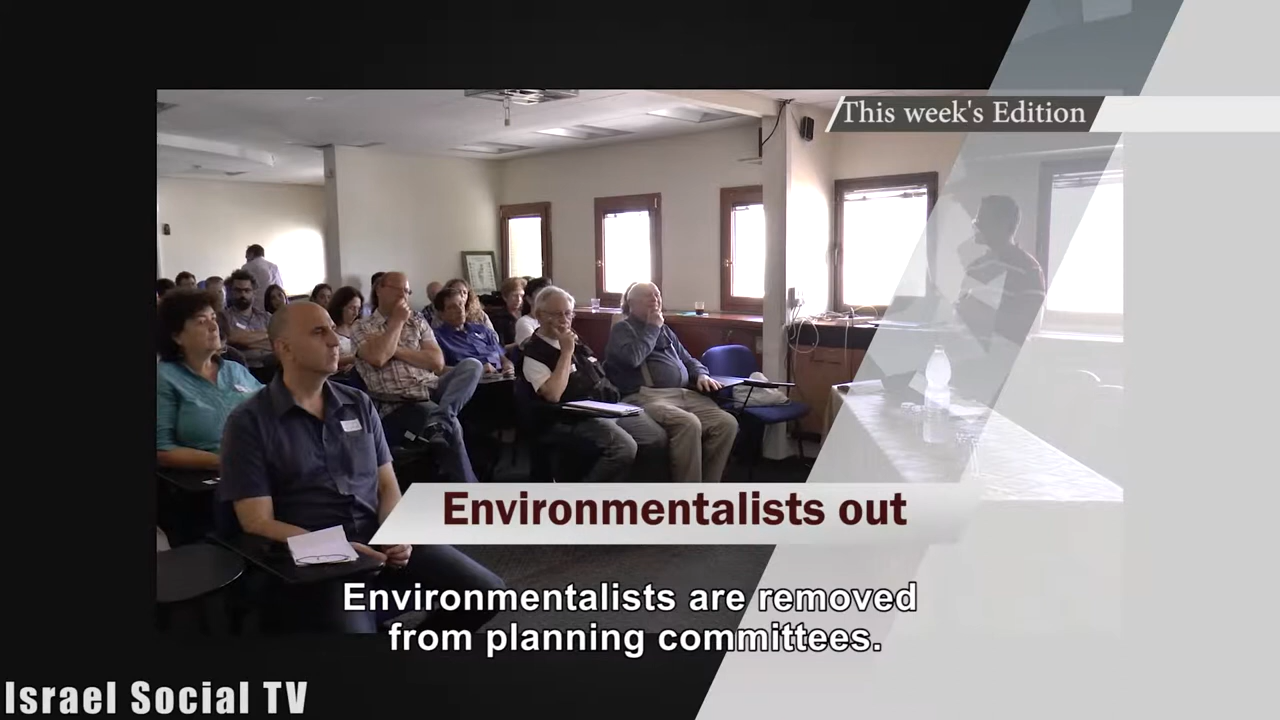 This week's Edition
Environmentalists out
Environmentalists are removed
from planning committees.
Israel Social TV